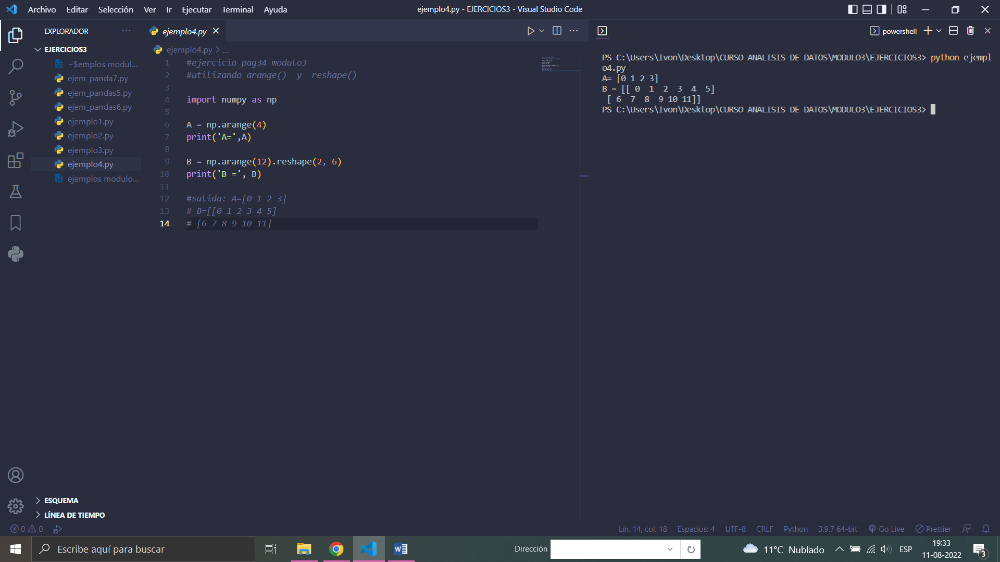 Archivo Editar Selección Ver Ir Ejecutar Terminal Ayuda
ejemplo4.py - EJERCICIOS3 - Visual Studio Code
EXPLORADOR
EJERCICIOS3
~$emplos modul...
ejem_panda7.py
ejem_pandas5.py
ejem_pandas6.py
ejemplo1.py
ejemplo2.py
ejemplo3.py
ejemplo4.py
ejemplos modulo...
ESQUEMA
LÍNEA DE TIEMPO
ejemplo4.py
ejemplo4.py > ...
1 #ejercicio pag34 modulo3
2 #utilizando arange()  y  reshape()
3
4 import numpy as np
5
6 A = np.arange(4)
7 print('A=',A)
8
9 B = np.arange(12).reshape(2, 6)
10 print('B =', B)
11
12 #salida: A=[0 1 2 3]
13 # B=[[0 1 2 3 4 5]
14 # [6 7 8 9 10 11]
powershell
PS C:\Users\Ivon\Desktop\CURSO ANALISIS DE DATOS\MODULO3\EJERCICIOS3> python ejempl
o4.py
A= [0 1 2 3]
B = [[ 0  1  2  3  4  5]
 [ 6  7  8  9 10 11]]
PS C:\Users\Ivon\Desktop\CURSO ANALISIS DE DATOS\MODULO3\EJERCICIOS3>
0 0
Lín. 14, col. 18 Espacios: 4 UTF-8 CRLF Python 3.9.7 64-bit Go Live Prettier
Escribe aquí para buscar
Dirección
11°C Nublado
ESP
19:33
11-08-2022
3